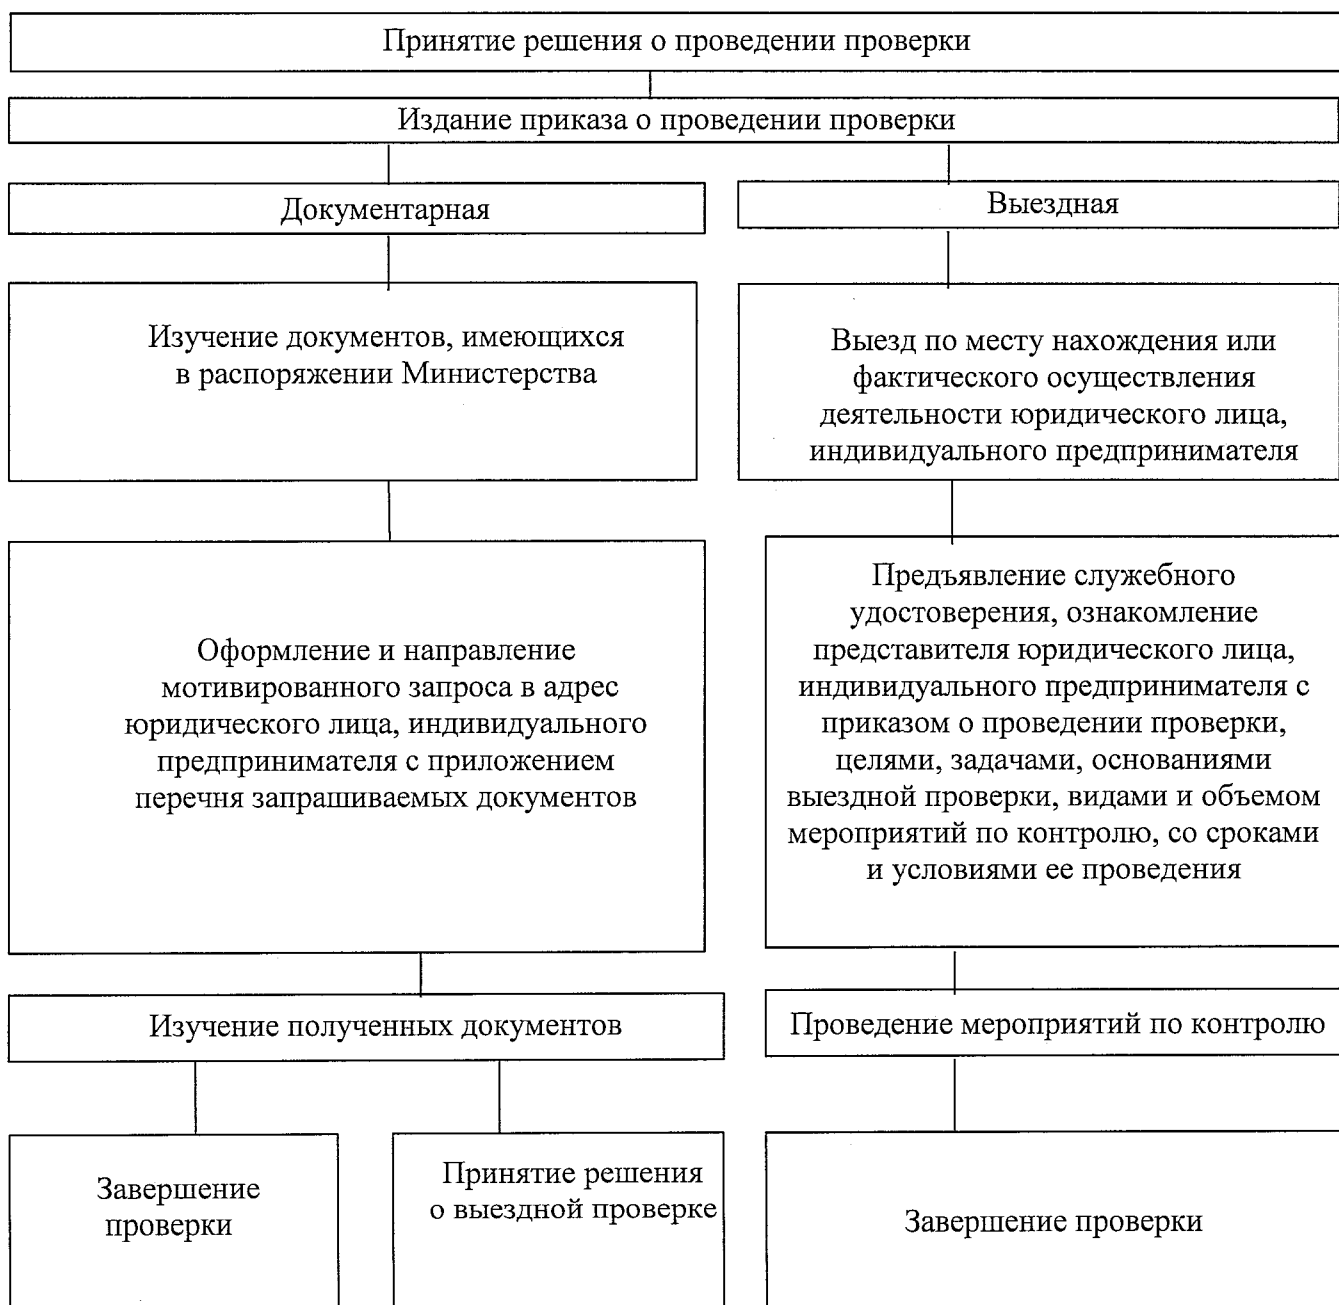 Принятие решения о проведении проверки
Издание приказа о проведении проверки
Документарная
Выездная
Изучение документов, имеющихся
в распоряжении Министерства
Выезд по месту нахождения или
фактического осуществления
деятельности юридического лица,
индивидуального предпринимателя
Оформление и направление
мотивированного запроса в адрес
юридического лица, индивидуального
предпринимателя с приложением
перечня запрашиваемых документов
Предъявление служебного
удостоверения, ознакомление
представителя юридического лица,
индивидуального предпринимателя с
приказом о проведении проверки,
целями, задачами, основаниями
выездной проверки, видами и объемом
мероприятий по контролю, со сроками
и условиями ее проведения
Изучение полученных документов
Проведение мероприятий по контролю
Завершение
проверки
Принятие решения
о выездной проверке
Завершение проверки